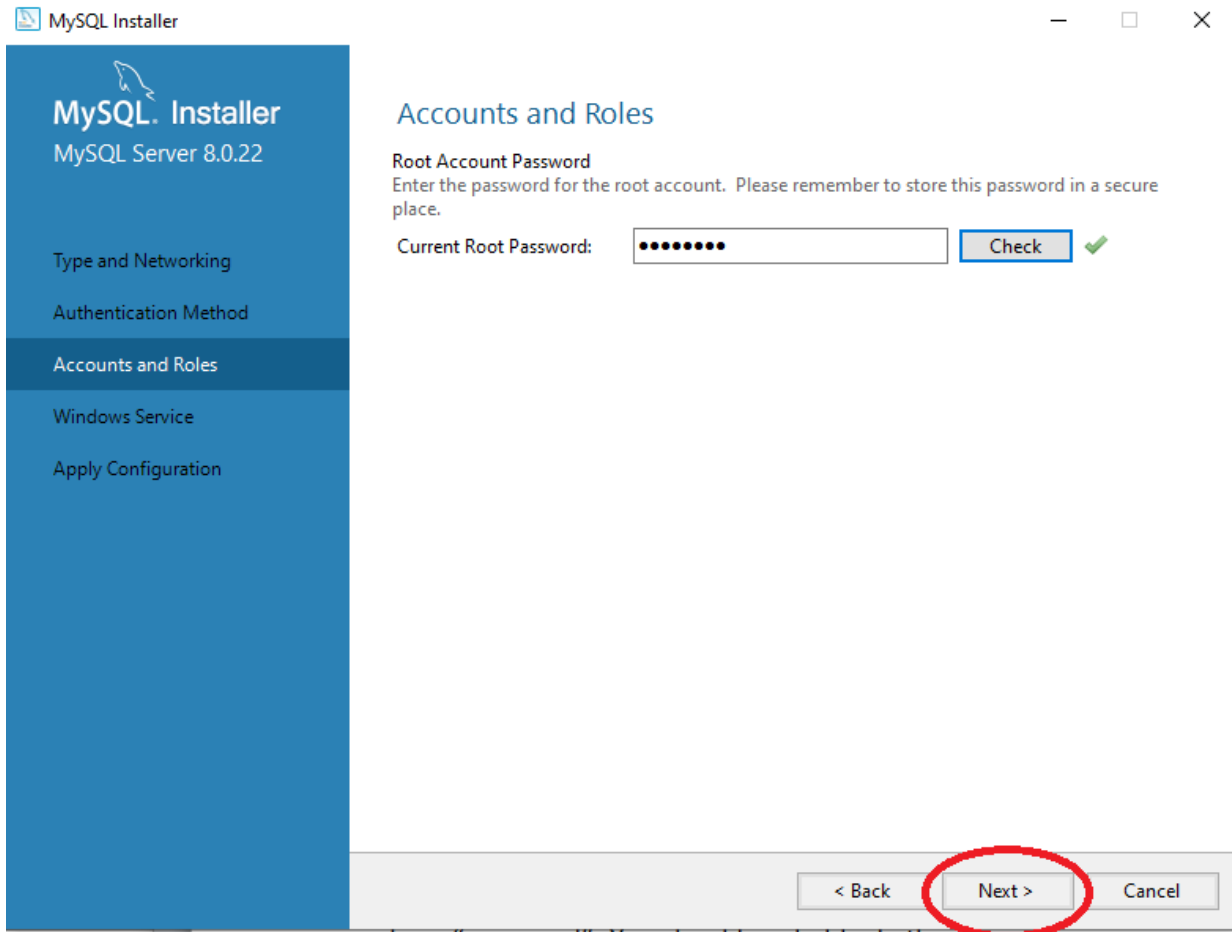 MySQL Installer
MySQL. Installer
MySQL Server 8.0.22
Type and Networking
Authentication Method
Accounts and Roles
Windows Service
Apply Configuration
Accounts and Roles
Root Account Password
Enter the password for the root account. Please remember to store this password in a secure
place.
Current Root Password: ●●●●●●●●
Check
< Back
Next >
Cancel